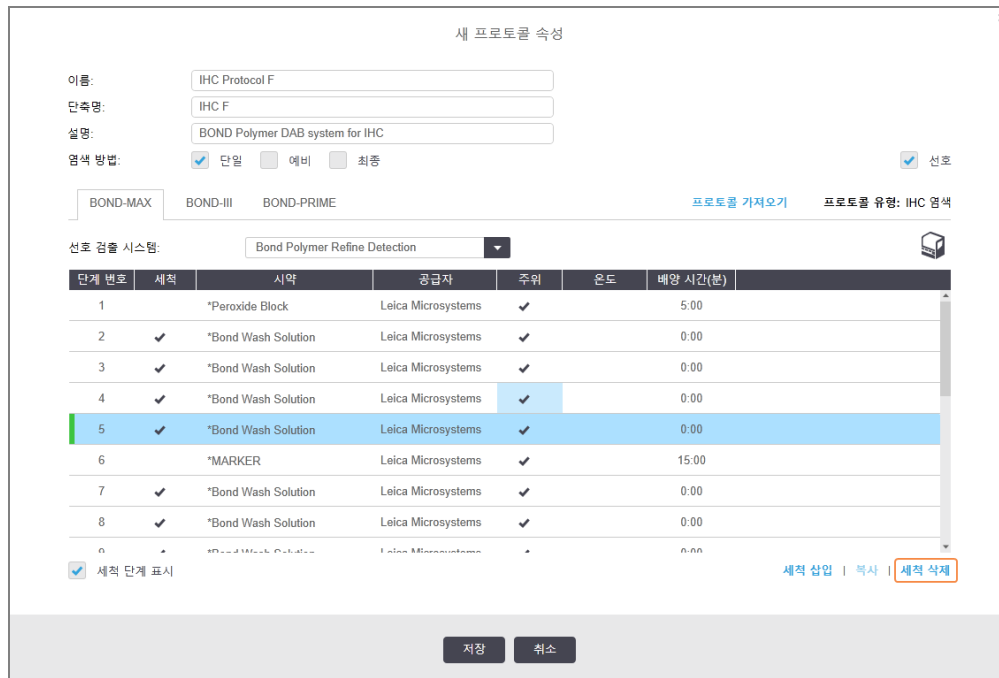 새 프로토콜 속성
이름: IHC Protocol F
단축명: IHC F
설명: BOND Polymer DAB system for IHC
염색 방법: 단일 예비 최종 선호
BOND-MAX BOND-III BOND-PRIME 프로토콜 가져오기 프로토콜 유형: IHC 염색
선호 검출 시스템: Bond Polymer Refine Detection
단계 번호 세척 시약 공급자 주위 온도 배양 시간(분)
1 *Peroxide Block Leica Microsystems 5:00
2 *Bond Wash Solution Leica Microsystems 0:00
3 *Bond Wash Solution Leica Microsystems 0:00
4 *Bond Wash Solution Leica Microsystems 0:00
5 *Bond Wash Solution Leica Microsystems 0:00
6 *MARKER Leica Microsystems 15:00
7 *Bond Wash Solution Leica Microsystems 0:00
8 *Bond Wash Solution Leica Microsystems 0:00
9 *Bond Wash Solution Leica Microsystems 0:00
세척 단계 표시 세척 삽입 | 복사 | 세척 삭제
저장 취소